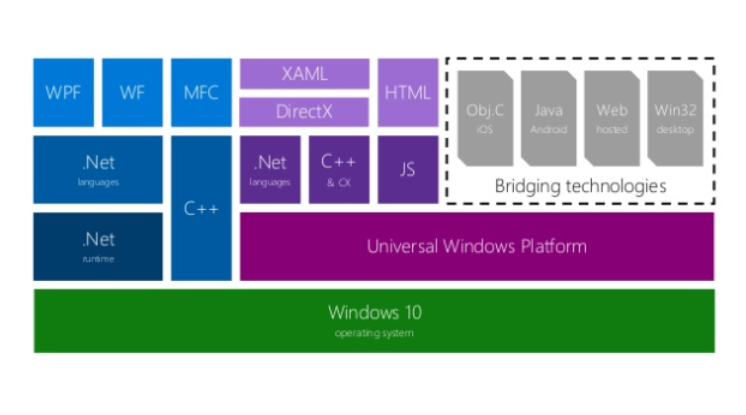 WPF
WF
MFC
XAML
DirectX
HTML
Obj.C
iOS
Java
Android
Web
hosted
Win32
desktop
Bridging technologies
.Net
languages
C++
.Net
languages
C++
& CX
JS
.Net
runtime
Universal Windows Platform
Windows 10
operating system